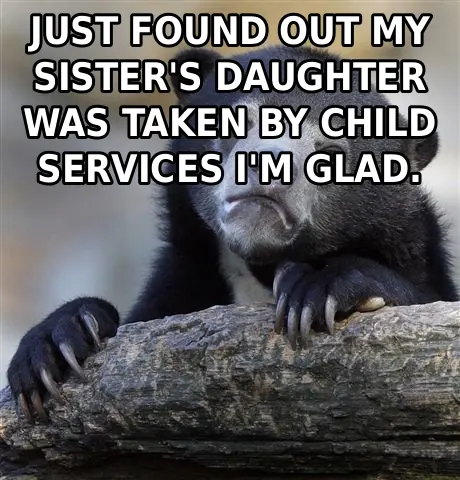 JUST FOUND OUT MY
SISTER'S DAUGHTER
WAS TAKEN BY CHILD
SERVICES I'M GLAD.